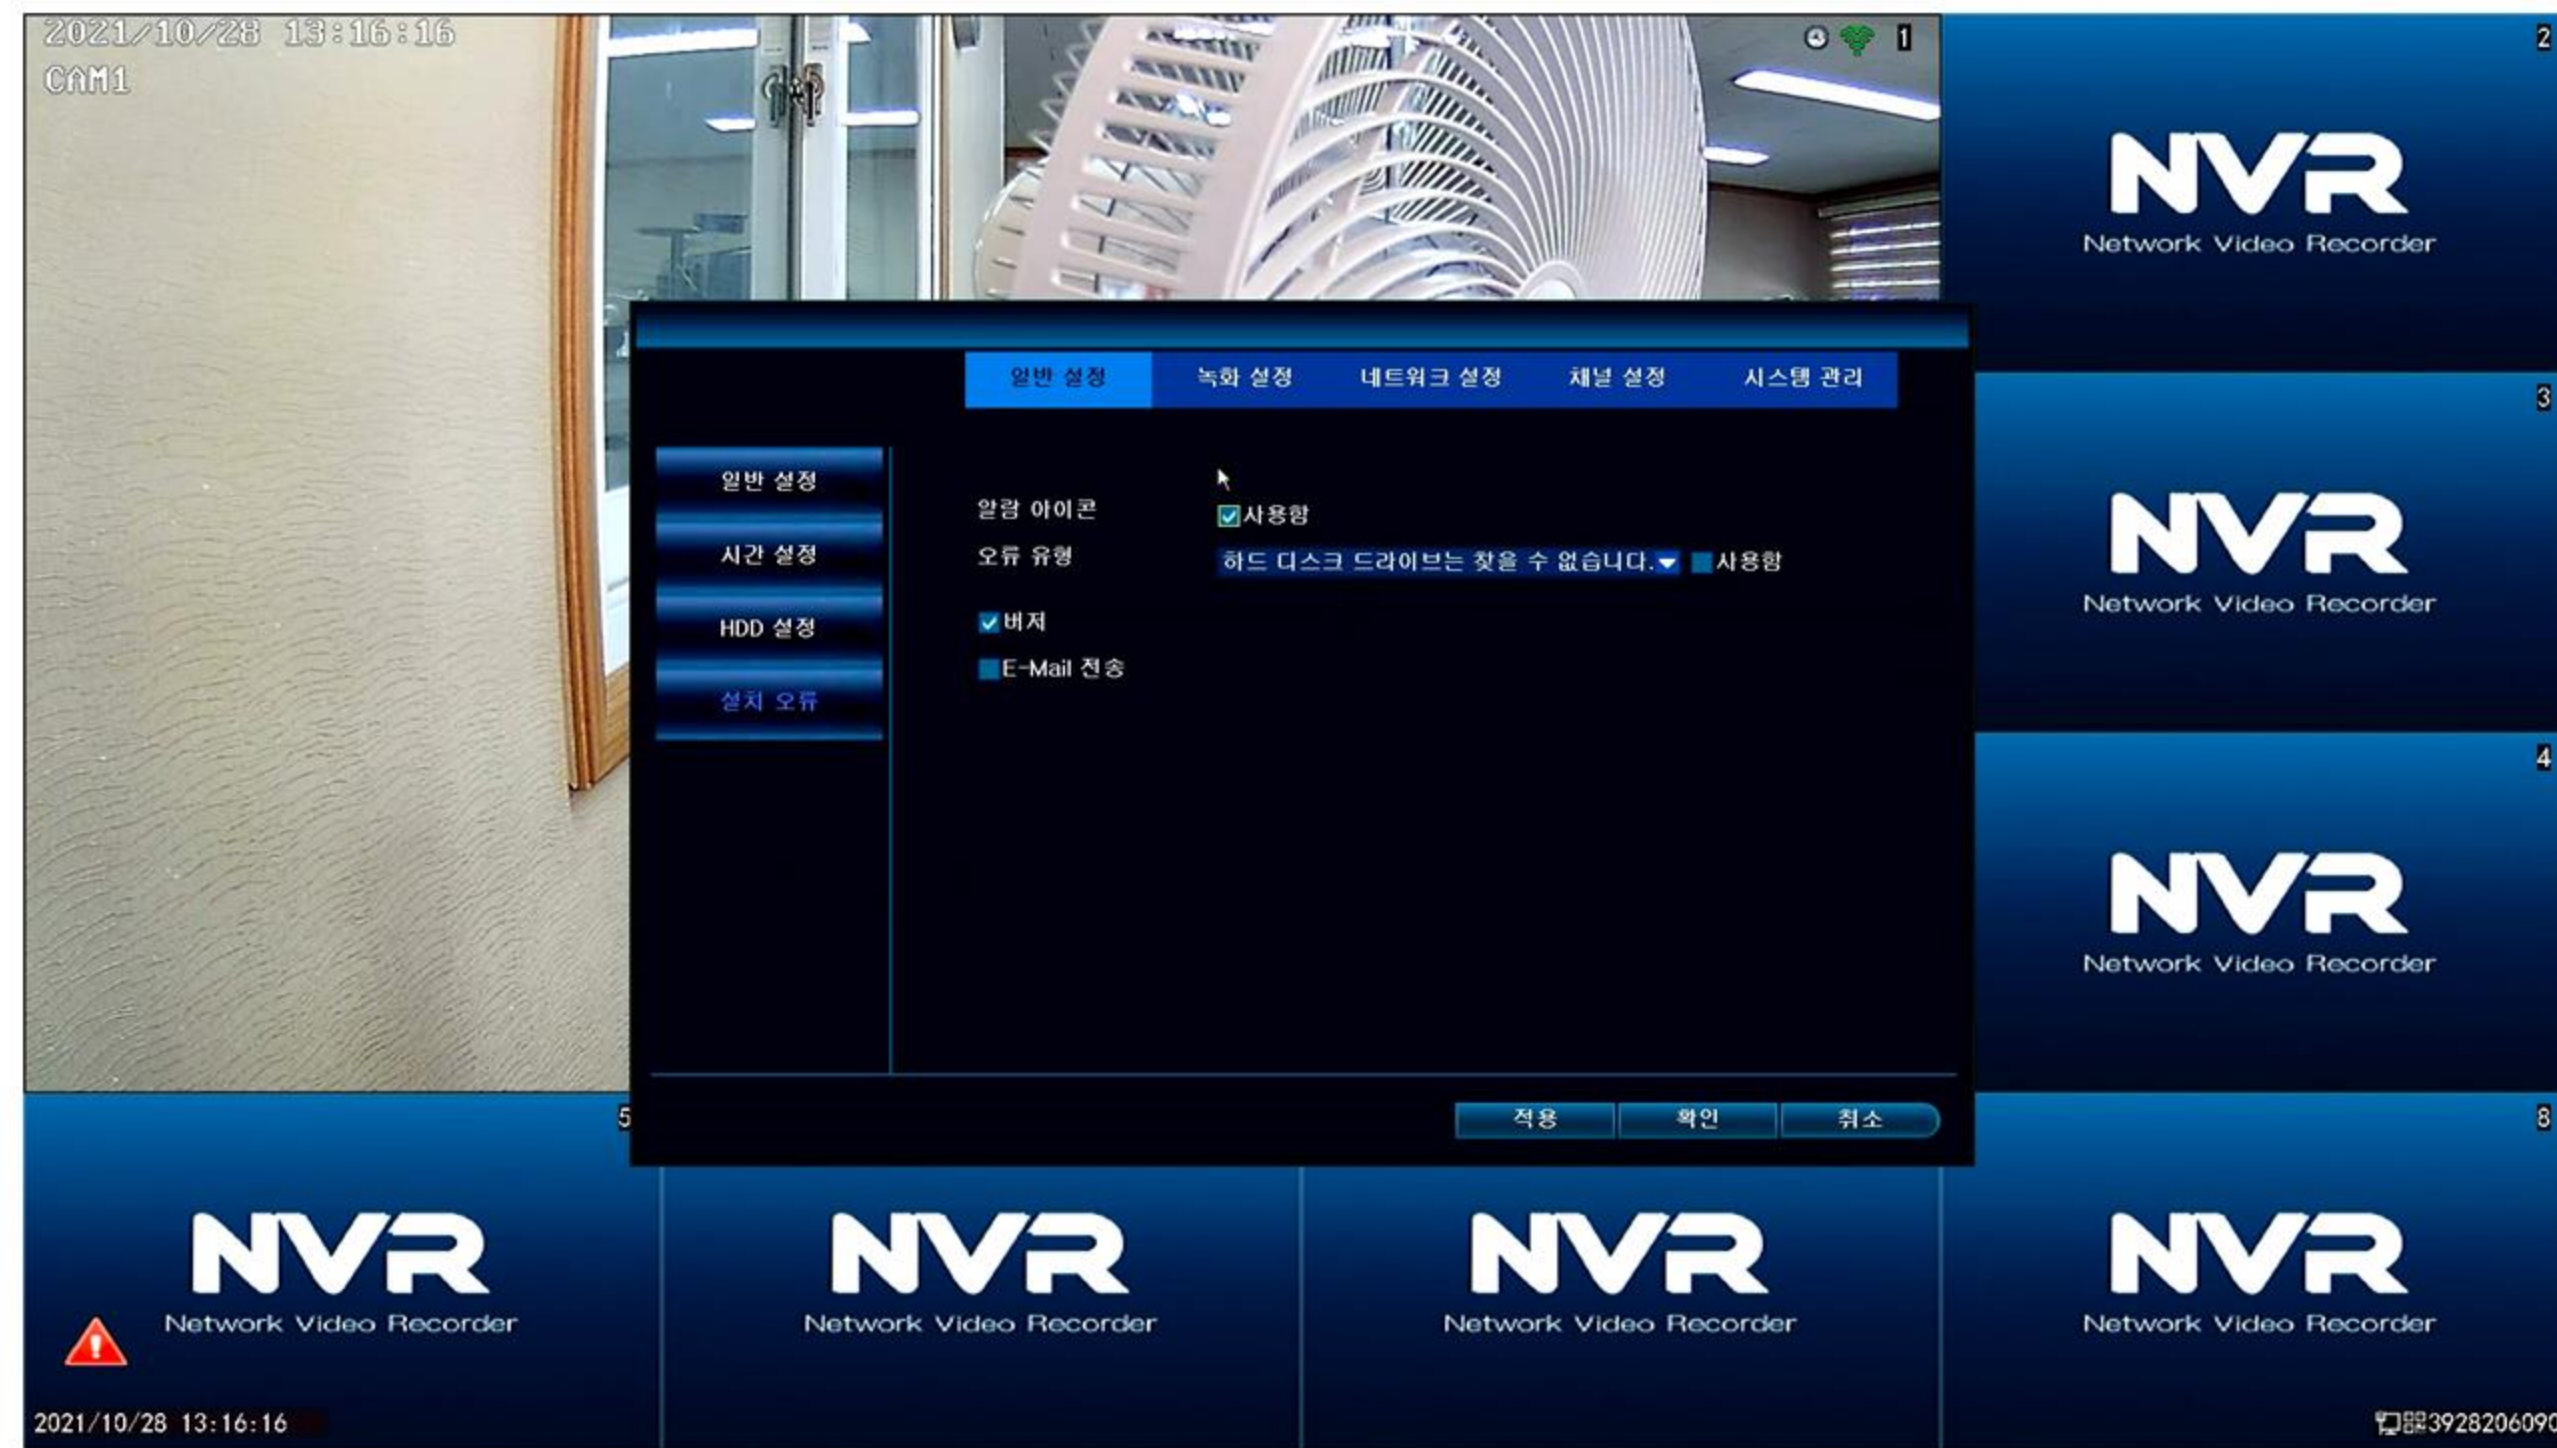 2021/10/28 13:16:16
CAM1
1
2
NVR
Network Video Recorder
일반 설정 녹화 설정 네트워크 설정 채널 설정 시스템 관리
3
일반 설정
시간 설정
HDD 설정
설치 오류
알람 아이콘 사용함
오류 유형 하드 디스크 드라이브는 찾을 수 없습니다. 사용함
버저
E-Mail 전송
NVR
Network Video Recorder
4
NVR
Network Video Recorder
적용 확인 취소
5
8
NVR
Network Video Recorder
NVR
Network Video Recorder
NVR
Network Video Recorder
NVR
Network Video Recorder
2021/10/28 13:16:16
3928206090